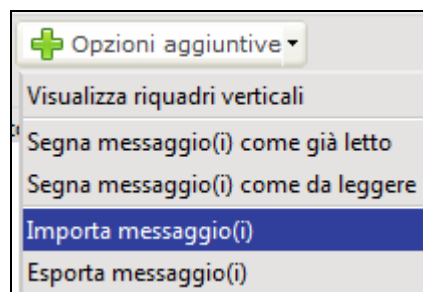 Opzioni aggiuntive
Visualizza riquadri verticali
Segna messaggio(i) come già letto
Segna messaggio(i) come da leggere
Importa messaggio(i)
Esporta messaggio(i)